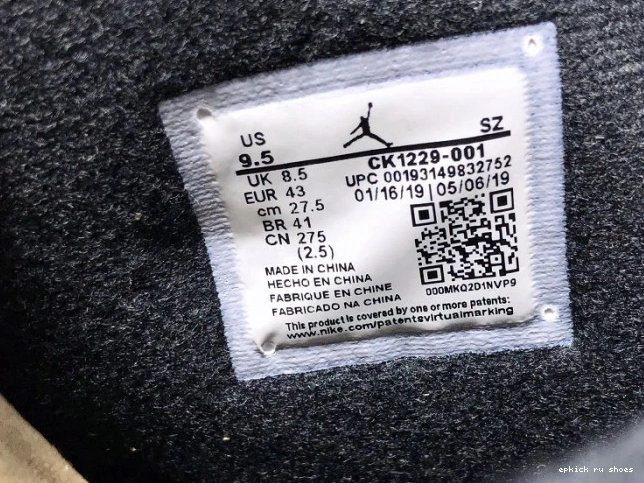 US SZ
9.5 CK1229-001
UK 8.5 UPC 00193149832752
EUR 43 01/16/19 | 05/06/19
cm 27.5
BR 41
CN 275
(2.5)
MADE IN CHINA
HECHO EN CHINA
FABRIQUE EN CHINE
FABRICADO NA CHINA
000MKQ2D1NVP9
This product is covered by one or more patents:
www.nike.com/patentsvirtualmarking
epkick ru shoes